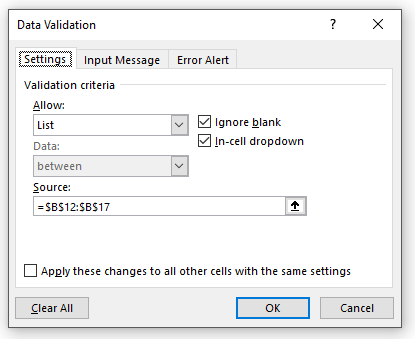 Data Validation ? ×
Settings Input Message Error Alert
Validation criteria
Allow:
List
Ignore blank
In-cell dropdown
Data:
between
Source:
=$B$12:$B$17
Apply these changes to all other cells with the same settings
Clear All OK Cancel